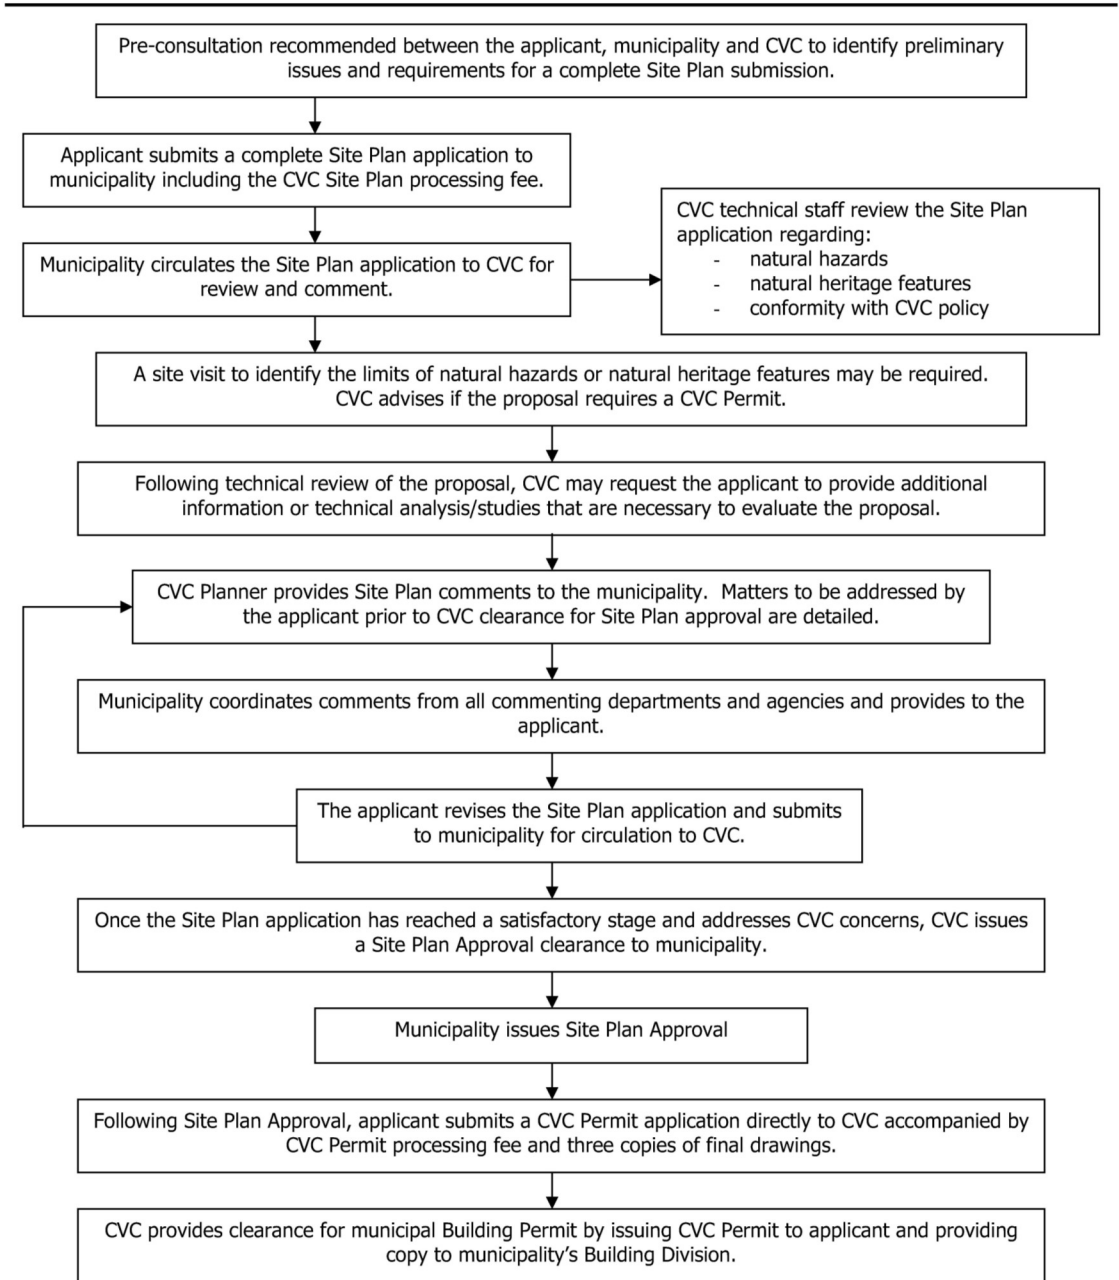 Pre-consultation recommended between the applicant, municipality and CVC to identify preliminary
issues and requirements for a complete Site Plan submission.
Applicant submits a complete Site Plan application to
municipality including the CVC Site Plan processing fee.
Municipality circulates the Site Plan application to CVC for
review and comment.
CVC technical staff review the Site Plan
application regarding:
- natural hazards
- natural heritage features
- conformity with CVC policy
A site visit to identify the limits of natural hazards or natural heritage features may be required.
CVC advises if the proposal requires a CVC Permit.
Following technical review of the proposal, CVC may request the applicant to provide additional
information or technical analysis/studies that are necessary to evaluate the proposal.
CVC Planner provides Site Plan comments to the municipality.  Matters to be addressed by
the applicant prior to CVC clearance for Site Plan approval are detailed.
Municipality coordinates comments from all commenting departments and agencies and provides to the
applicant.
The applicant revises the Site Plan application and submits
to municipality for circulation to CVC.
Once the Site Plan application has reached a satisfactory stage and addresses CVC concerns, CVC issues
a Site Plan Approval clearance to municipality.
Municipality issues Site Plan Approval
Following Site Plan Approval, applicant submits a CVC Permit application directly to CVC accompanied by
CVC Permit processing fee and three copies of final drawings.
CVC provides clearance for municipal Building Permit by issuing CVC Permit to applicant and providing
copy to municipality's Building Division.